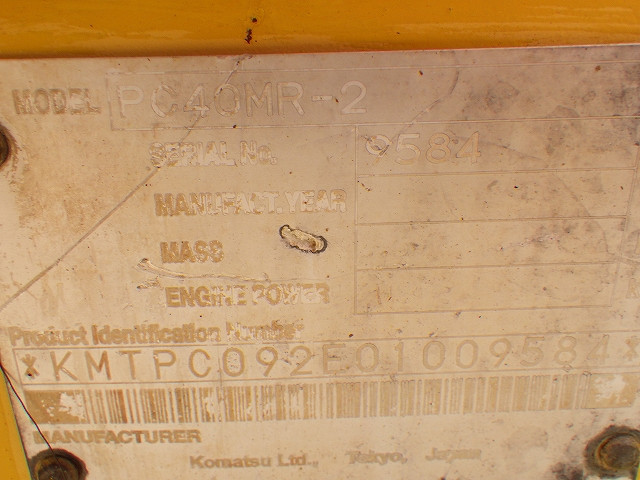 MODEL PC40MR-2
SERIAL No. 9584
MANUFACT.YEAR
MASS
ENGINE POWER
Product Identification Number
*KMTPC092E01009584*
MANUFACTURER
Komatsu Ltd., Tokyo, Japan